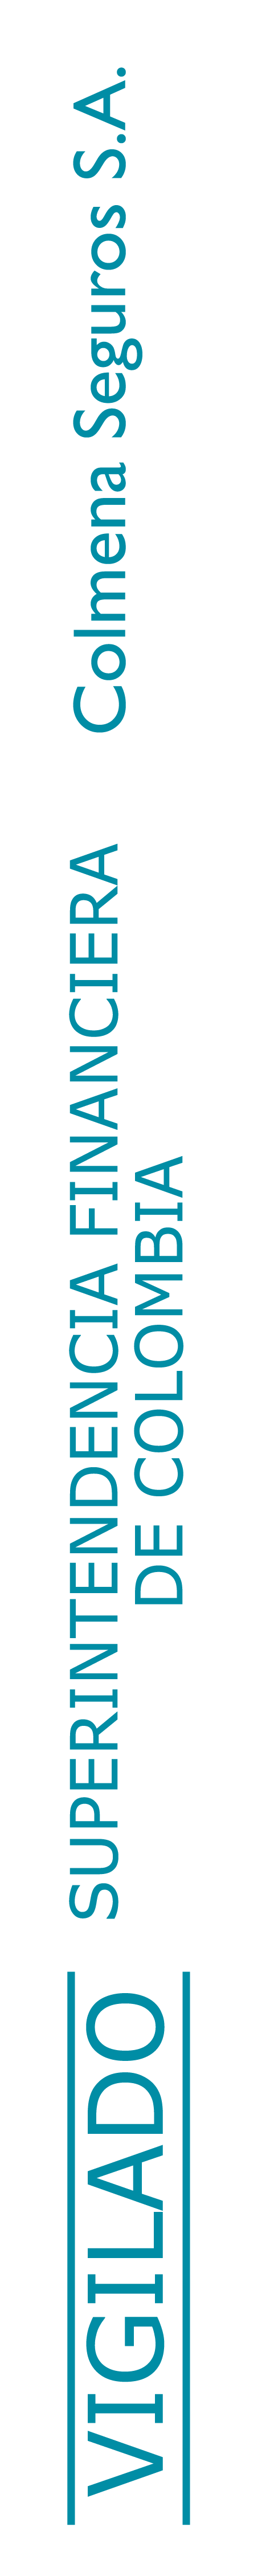 VIGILADO
SUPERINTENDENCIA FINANCIERA
DE COLOMBIA
Colmena Seguros S.A.